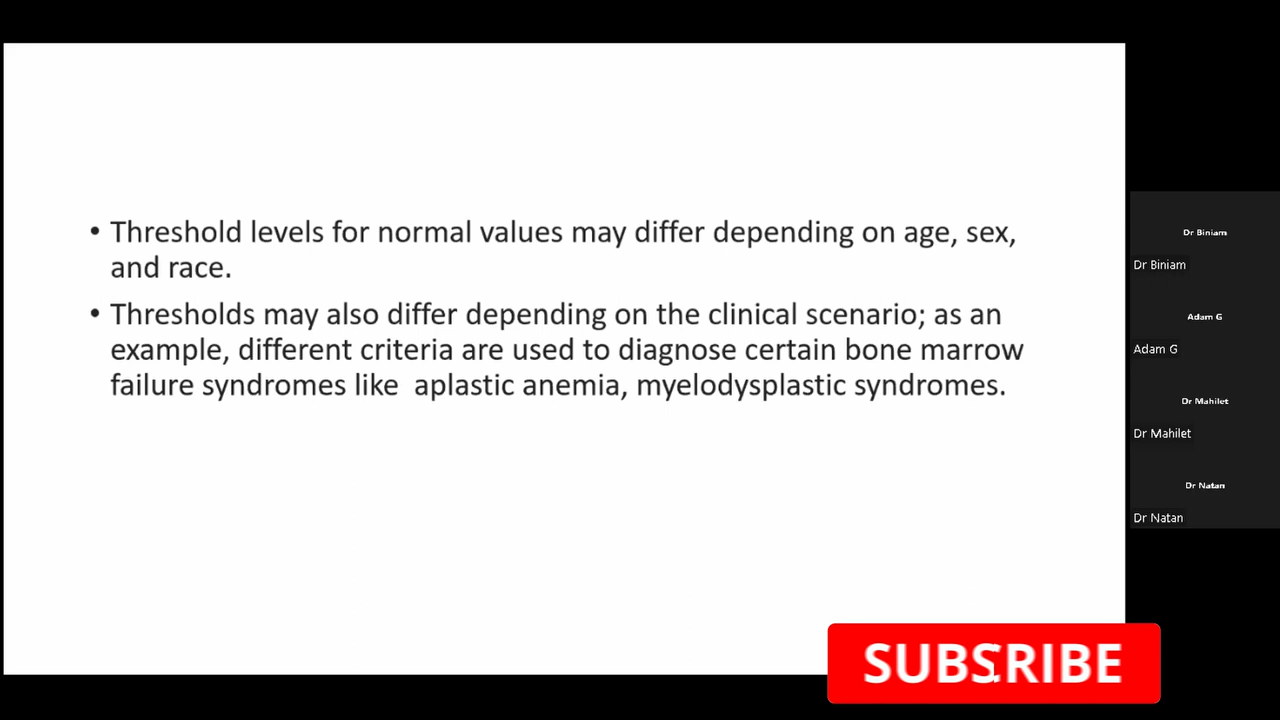 • Threshold levels for normal values may differ depending on age, sex,
and race.
• Thresholds may also differ depending on the clinical scenario; as an
example, different criteria are used to diagnose certain bone marrow
failure syndromes like  aplastic anemia, myelodysplastic syndromes.
Dr Biniam
Dr Biniam
Adam G
Adam G
Dr Mahilet
Dr Mahilet
Dr Natan
Dr Natan
SUBSRIBE